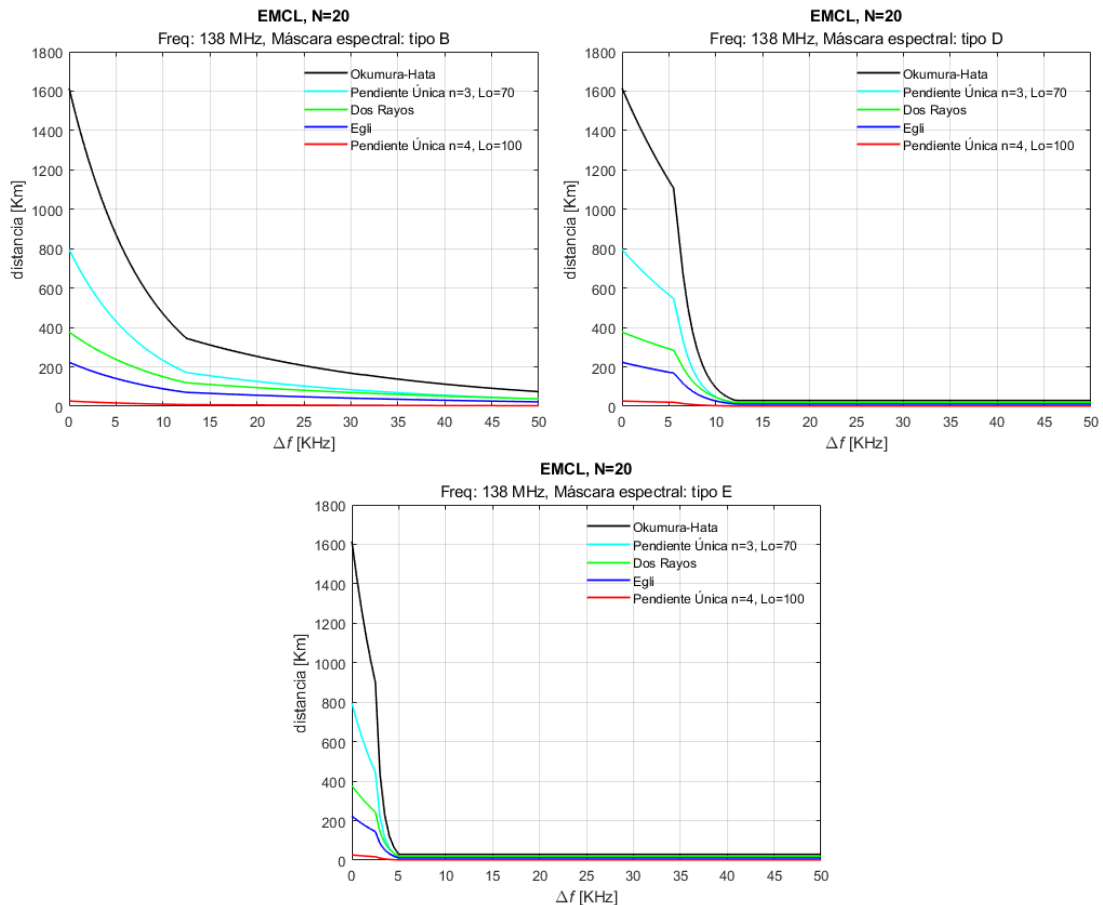 EMCL, N=20
Freq: 138 MHz, Máscara espectral: tipo B
1800
1600
1400
1200
1000
800
600
400
200
0
distancia [Km]
Okumura-Hata
Pendiente Única n=3, Lo=70
Dos Rayos
Egli
Pendiente Única n=4, Lo=100
0 5 10 15 20 25 30 35 40 45 50
Δf [KHz]
EMCL, N=20
Freq: 138 MHz, Máscara espectral: tipo D
1800
1600
1400
1200
1000
800
600
400
200
0
distancia [Km]
Okumura-Hata
Pendiente Única n=3, Lo=70
Dos Rayos
Egli
Pendiente Única n=4, Lo=100
0 5 10 15 20 25 30 35 40 45 50
Δf [KHz]
EMCL, N=20
Freq: 138 MHz, Máscara espectral: tipo E
1800
1600
1400
1200
1000
800
600
400
200
0
distancia [Km]
Okumura-Hata
Pendiente Única n=3, Lo=70
Dos Rayos
Egli
Pendiente Única n=4, Lo=100
0 5 10 15 20 25 30 35 40 45 50
Δf [KHz]